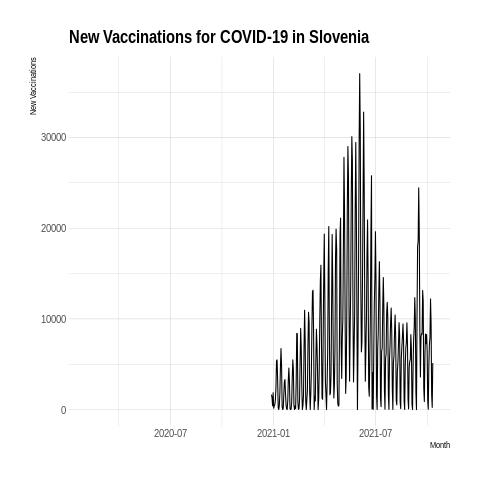 New Vaccinations for COVID-19 in Slovenia
New Vaccinations
30000
20000
10000
0
2020-07
2021-01
2021-07
Month